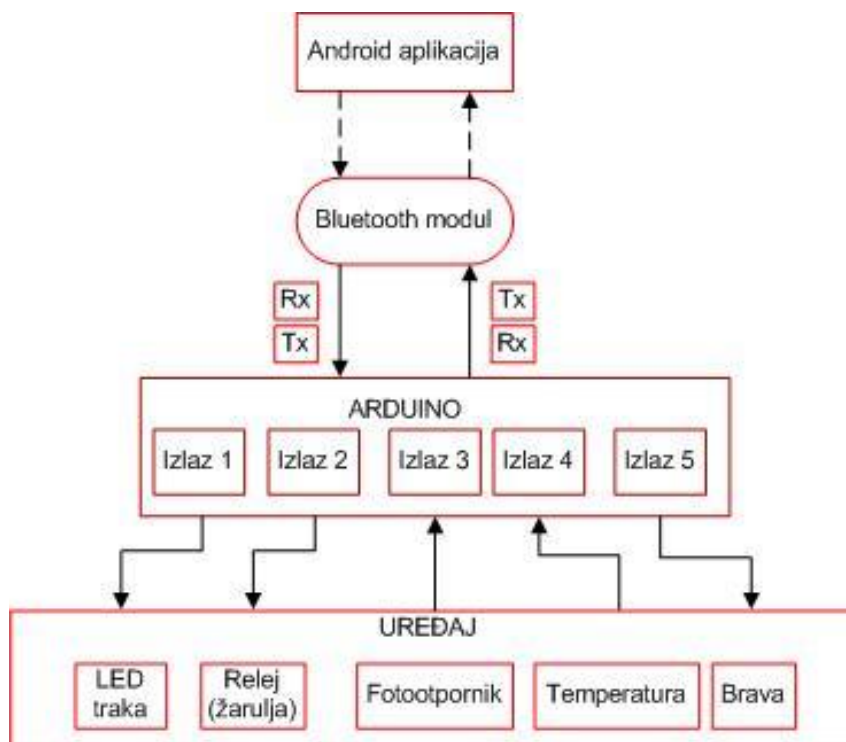 Android aplikacija
Bluetooth modul
Rx
Tx
Tx
Rx
ARDUINO
Izlaz 1
Izlaz 2
Izlaz 3
Izlaz 4
Izlaz 5
UREĐAJ
LED
traka
Relej
(žarulja)
Fotootpornik
Temperatura
Brava